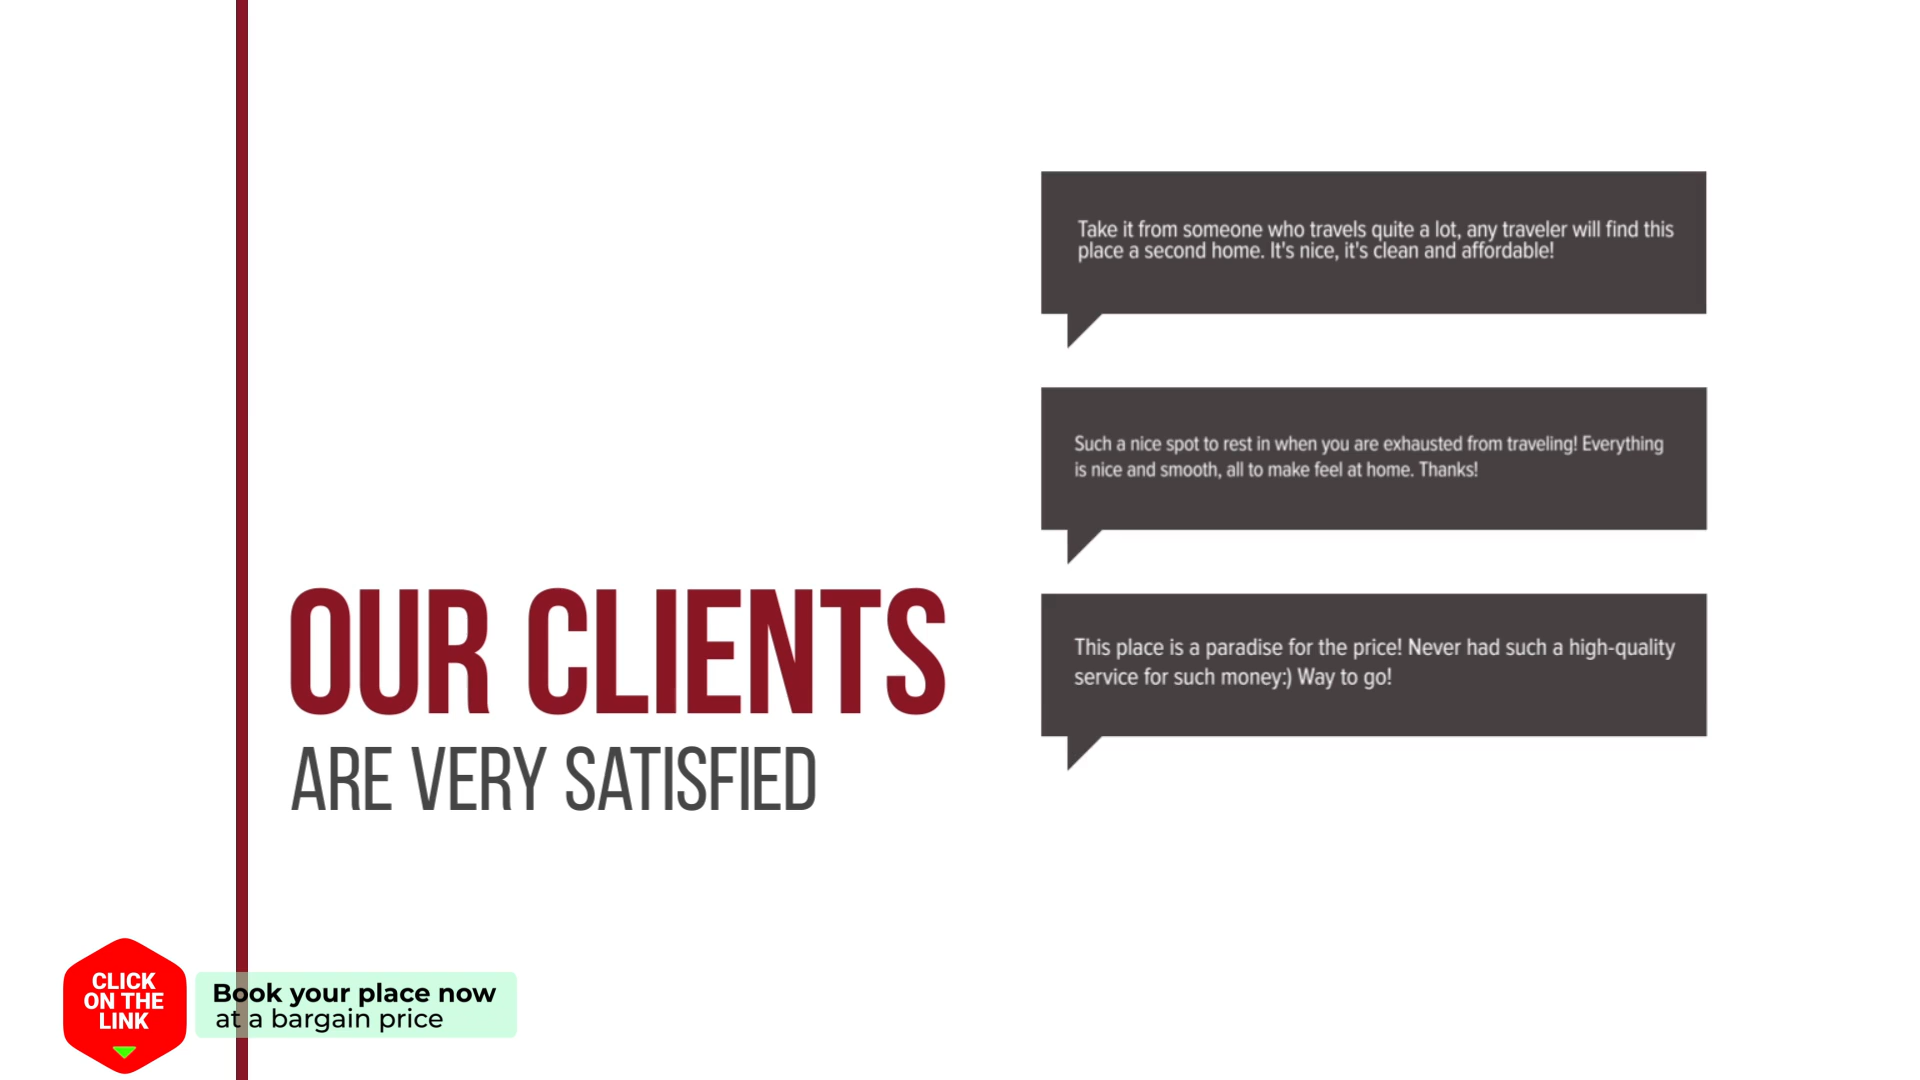 Take it from someone who travels quite a lot, any traveler will find this
place a second home. It's nice, it's clean and affordable!
Such a nice spot to rest in when you are exhausted from traveling! Everything
is nice and smooth, all to make feel at home. Thanks!
This place is a paradise for the price! Never had such a high-quality
service for such money:) Way to go!
OUR CLIENTS
ARE VERY SATISFIED
CLICK
ON THE
LINK
Book your place now
at a bargain price